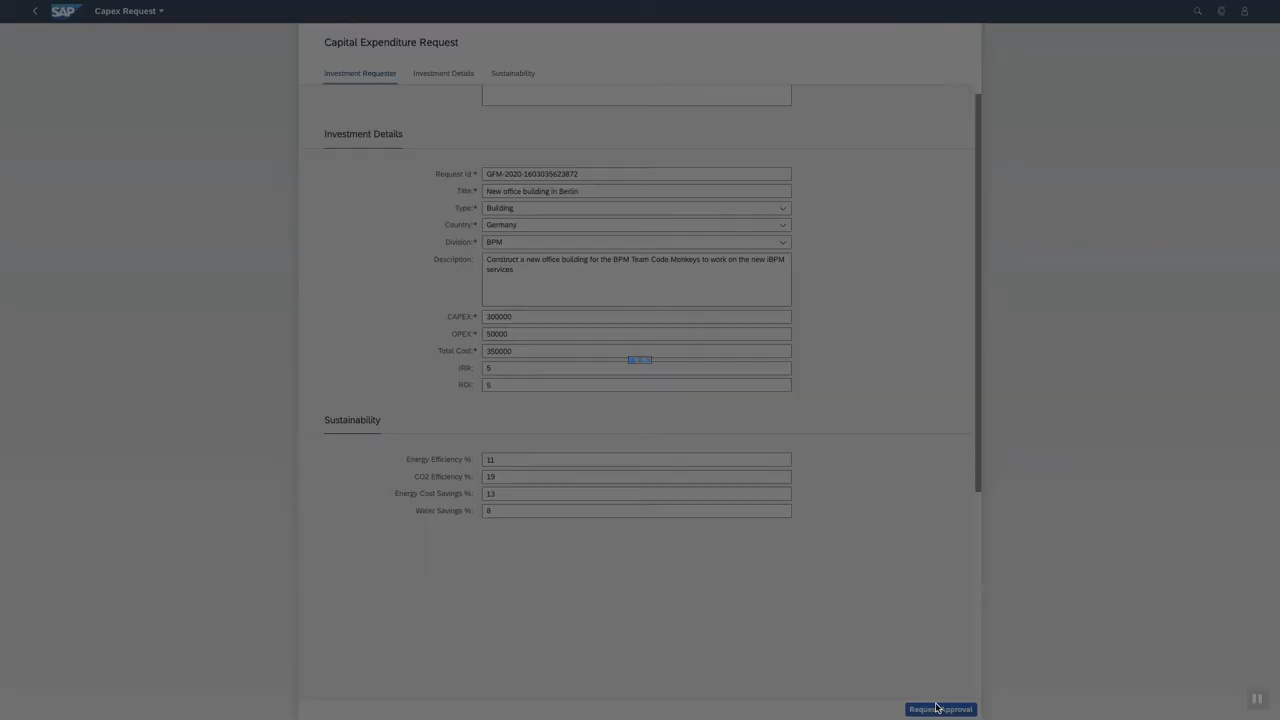 SAP Capex Request
Capital Expenditure Request
Investment Requester Investment Details Sustainability
Investment Details
Request Id:* GFM-2020-1603035623872
Title:* New office building in Berlin
Type:* Building
Country:* Germany
Division:* BPM
Description: Construct a new office building for the BPM Team Code Monkeys to work on the new iBPM
services
CAPEX:* 300000
OPEX:* 50000
Total Cost:* 350000
IRR: 5
ROI: 5
Sustainability
Energy Efficiency %: 11
CO2 Efficiency %: 19
Energy Cost Savings %: 13
Water Savings %: 8
Request Approval